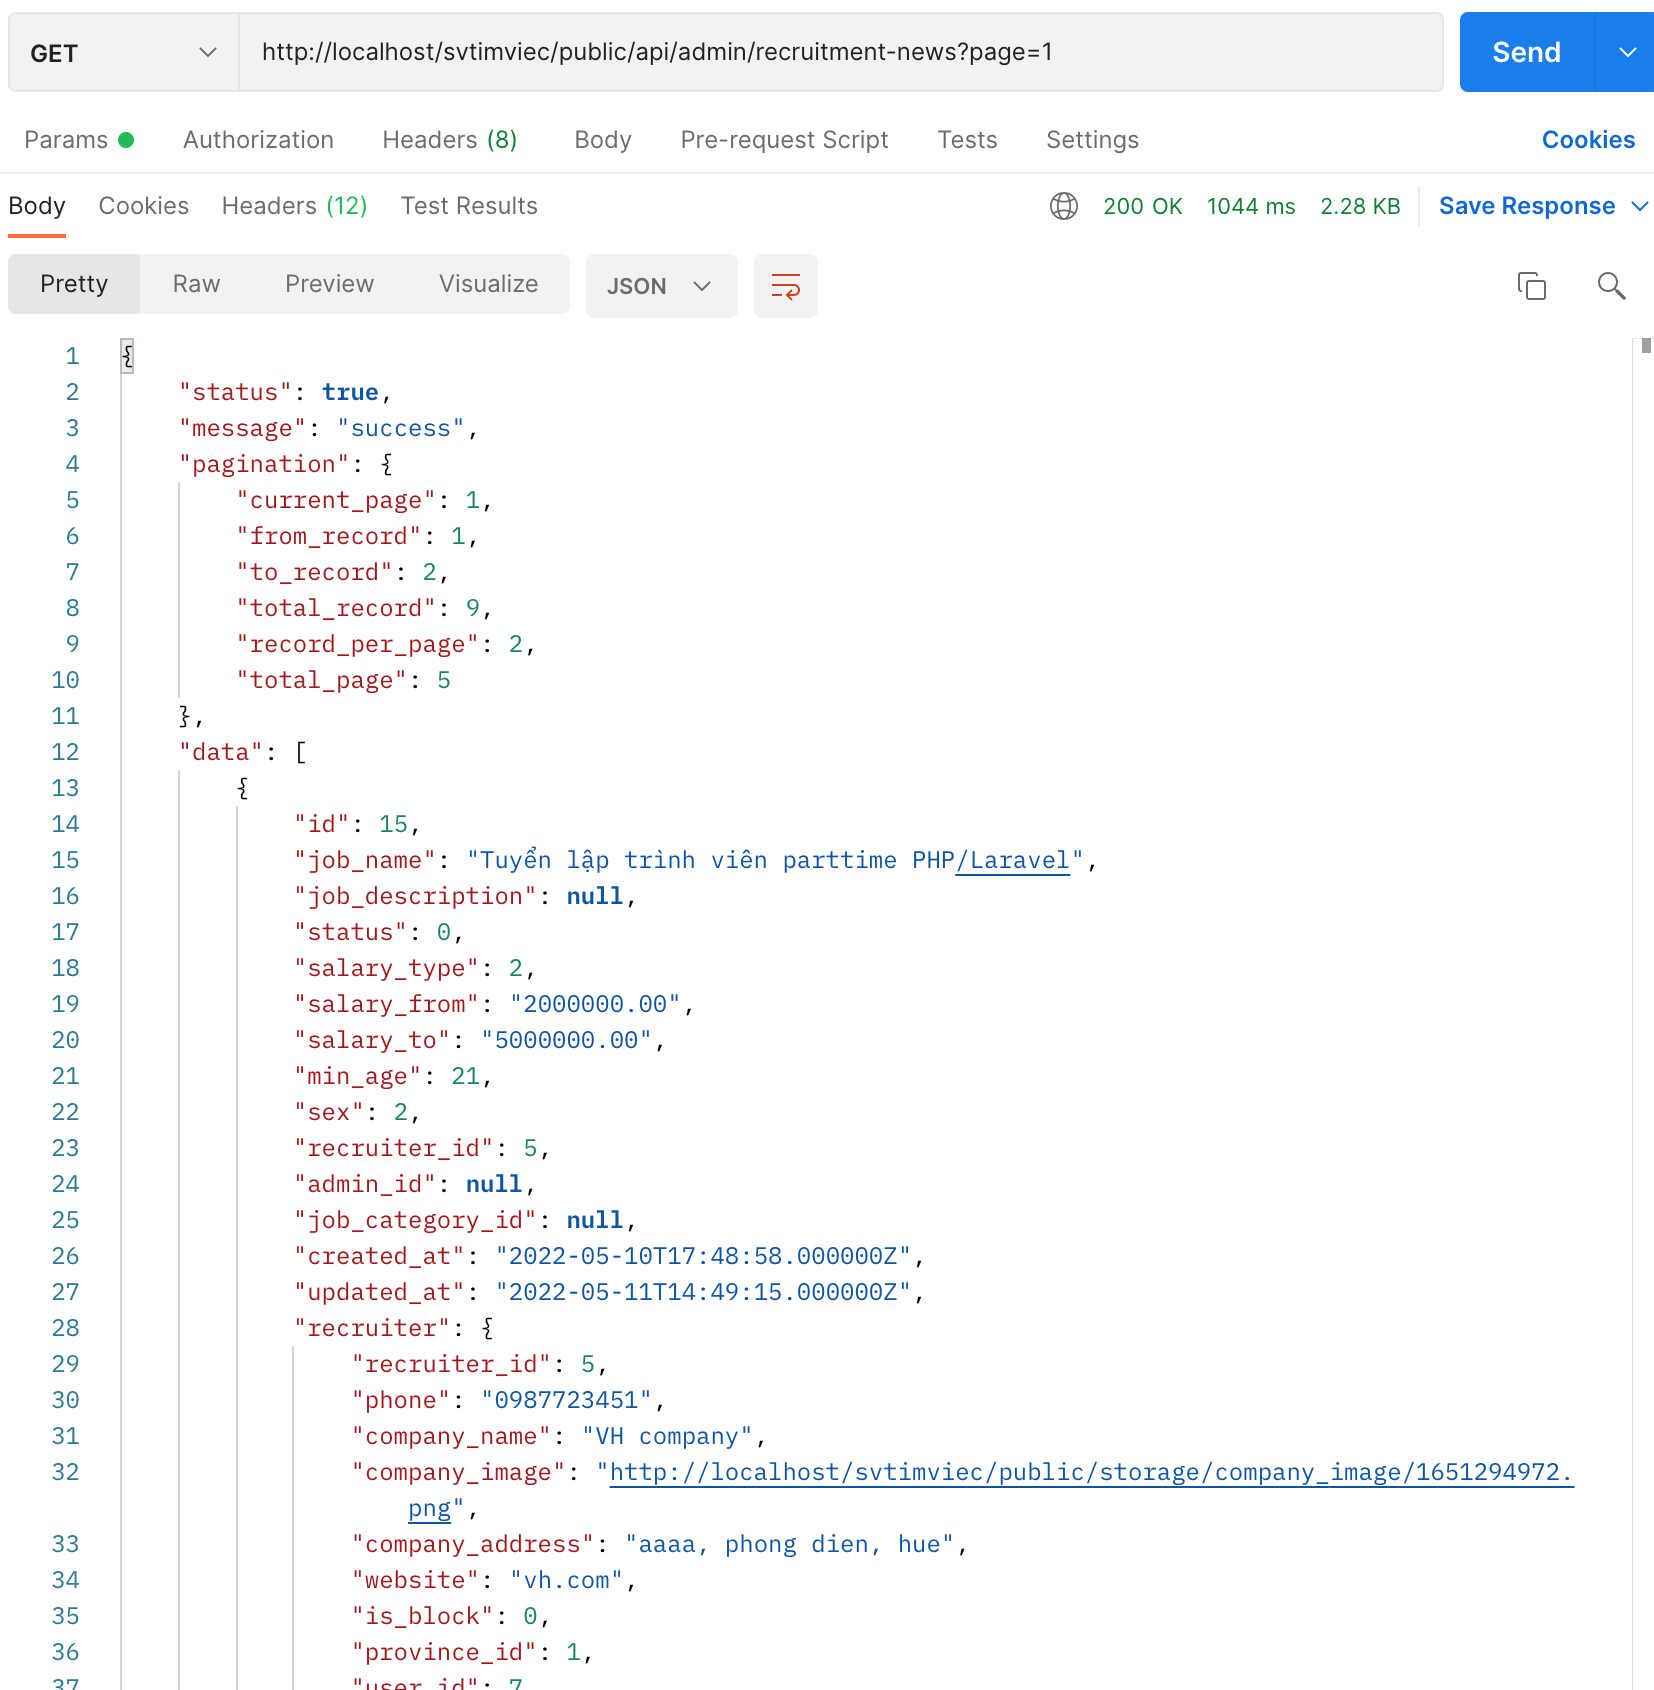 GET http://localhost/svtimviec/public/api/admin/recruitment-news?page=1 Send
Params Authorization Headers (8) Body Pre-request Script Tests Settings Cookies
Body Cookies Headers (12) Test Results 200 OK 1044 ms 2.28 KB Save Response
Pretty Raw Preview Visualize JSON
1 {
2 "status": true,
3 "message": "success",
4 "pagination": {
5 "current_page": 1,
6 "from_record": 1,
7 "to_record": 2,
8 "total_record": 9,
9 "record_per_page": 2,
10 "total_page": 5
11 },
12 "data": [
13 {
14 "id": 15,
15 "job_name": "Tuyển lập trình viên parttime PHP/Laravel",
16 "job_description": null,
17 "status": 0,
18 "salary_type": 2,
19 "salary_from": "2000000.00",
20 "salary_to": "5000000.00",
21 "min_age": 21,
22 "sex": 2,
23 "recruiter_id": 5,
24 "admin_id": null,
25 "job_category_id": null,
26 "created_at": "2022-05-10T17:48:58.000000Z",
27 "updated_at": "2022-05-11T14:49:15.000000Z",
28 "recruiter": {
29 "recruiter_id": 5,
30 "phone": "0987723451",
31 "company_name": "VH company",
32 "company_image": "http://localhost/svtimviec/public/storage/company_image/1651294972.
png",
33 "company_address": "aaaa, phong dien, hue",
34 "website": "vh.com",
35 "is_block": 0,
36 "province_id": 1,
37 "user_id": 7